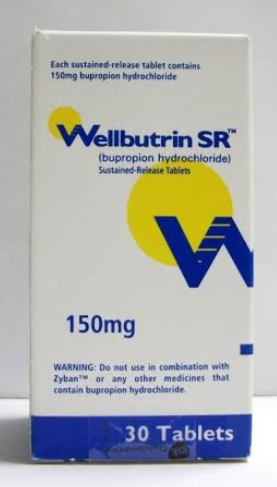 Each sustained-release tablet contains
150mg bupropion hydrochloride
Wellbutrin SR™
(bupropion hydrochloride)
Sustained-Release Tablets
W
150mg
WARNING: Do not use in combination with
Zyban™ or any other medicines that
contain bupropion hydrochloride.
30 Tablets